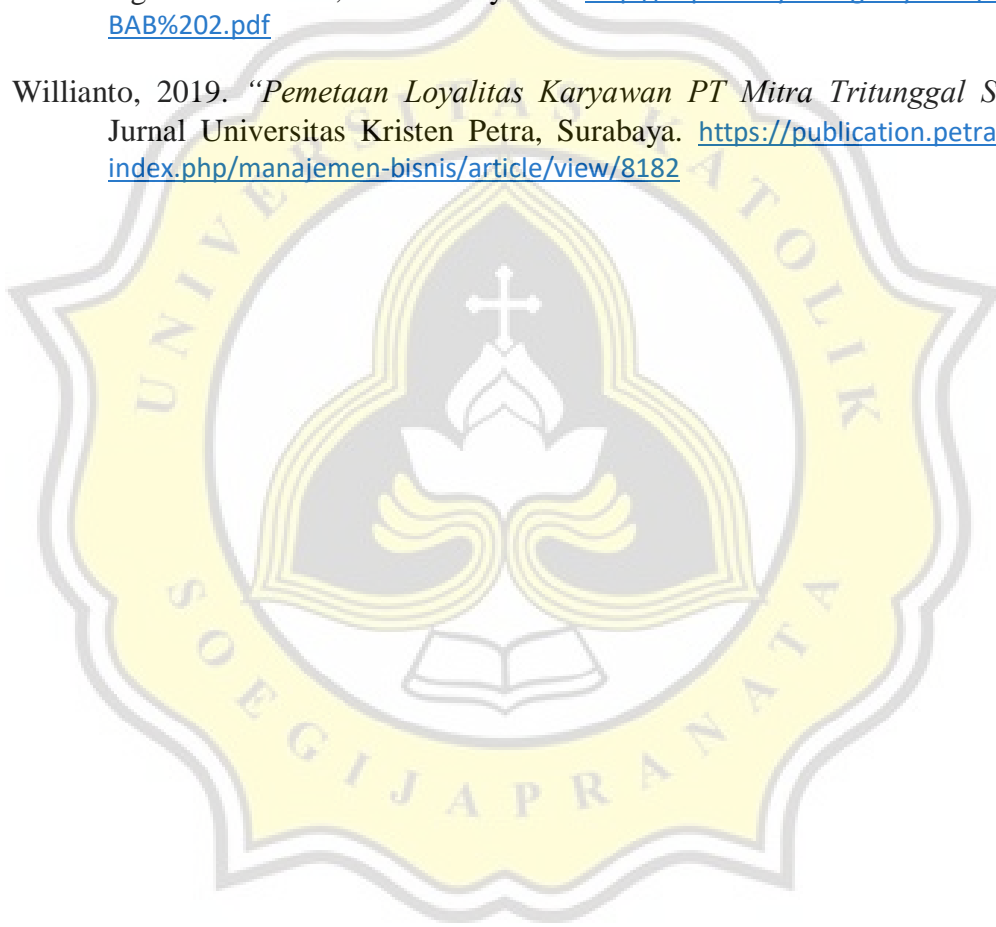 BAB%202.pdf
Willianto, 2019. “Pemetaan Loyalitas Karyawan PT Mitra Tritunggal S
Jurnal Universitas Kristen Petra, Surabaya. https://publication.petra
index.php/manajemen-bisnis/article/view/8182
UNIVERSITAS KATOLIK
SOEGIJAPRANATA